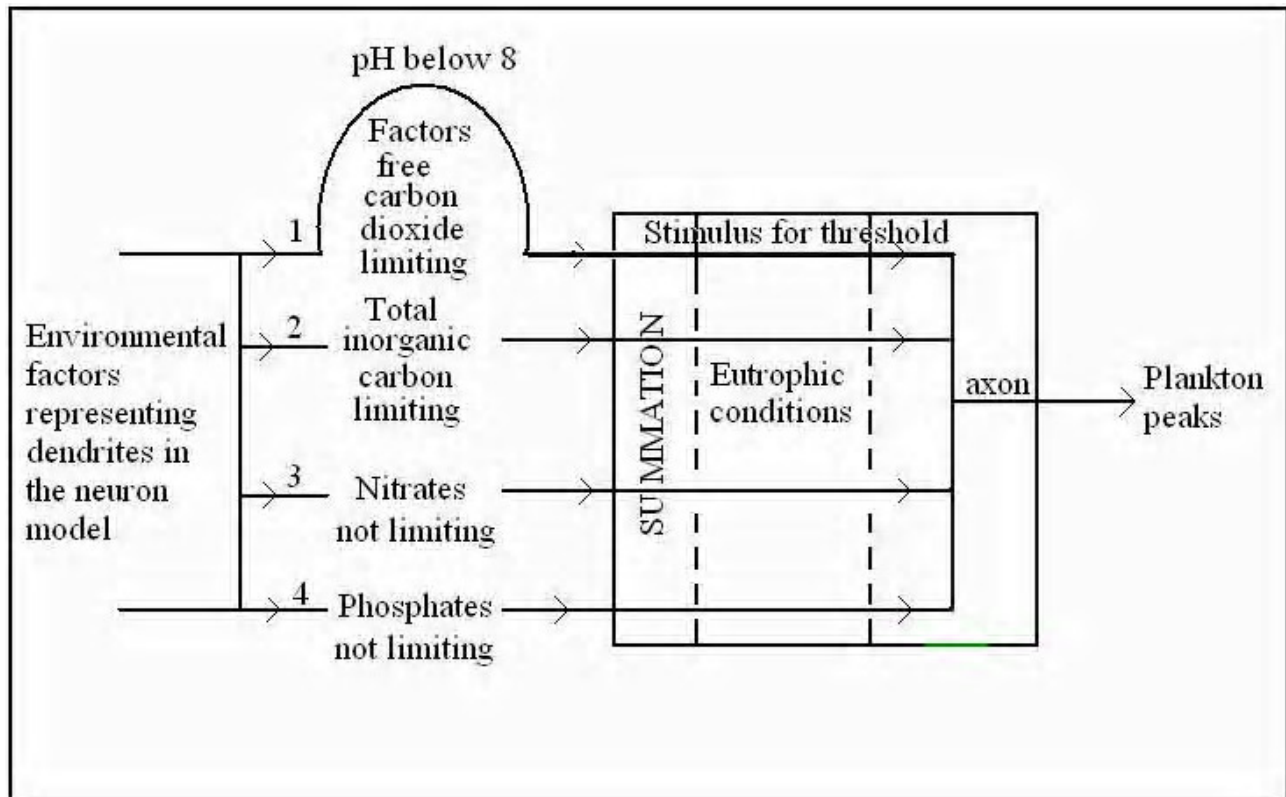 pH below 8
Factors
free
carbon
dioxide
limiting
1
Stimulus for threshold
Environmental
factors
representing
dendrites in
the neuron
model
2
Total
inorganic
carbon
limiting
SUMMATION
Eutrophic
conditions
axon
Plankton
peaks
3
Nitrates
not limiting
4
Phosphates
not limiting